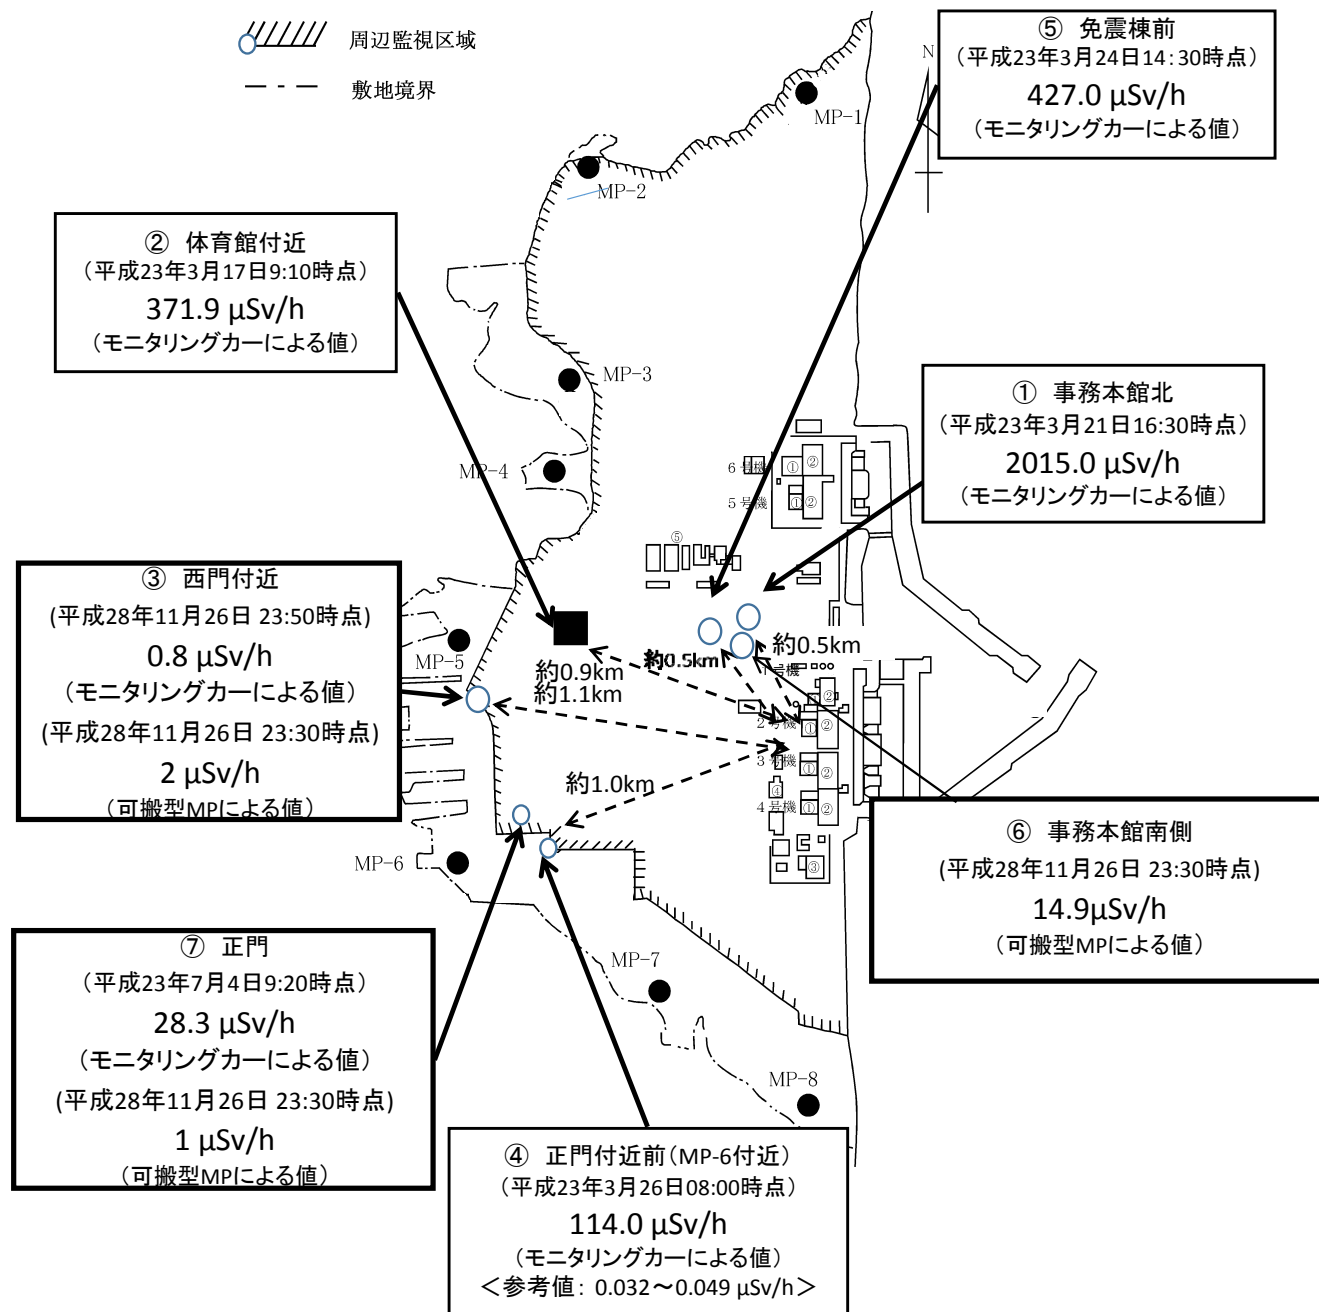 周辺監視区域
敷地境界
⑤ 免震棟前
(平成23年3月24日14:30時点)
427.0 μSv/h
(モニタリングカーによる値)
N
MP-1
MP-2
② 体育館付近
(平成23年3月17日9:10時点)
371.9 μSv/h
(モニタリングカーによる値)
MP-3
① 事務本館北
(平成23年3月21日16:30時点)
2015.0 μSv/h
(モニタリングカーによる値)
MP-4
6号機
①
②
5号機
①
②
⑤
③ 西門付近
(平成28年11月26日 23:50時点)
0.8 μSv/h
(モニタリングカーによる値)
(平成28年11月26日 23:30時点)
2 μSv/h
(可搬型MPによる値)
MP-5
約0.9km
約1.1km
約0.5km
約0.5km
1号機
②
2号機
①
②
3号機
①
②
④
4号機
①
②
③
約1.0km
MP-6
⑥ 事務本館南側
(平成28年11月26日 23:30時点)
14.9μSv/h
(可搬型MPによる値)
⑦ 正門
(平成23年7月4日9:20時点)
28.3 μSv/h
(モニタリングカーによる値)
(平成28年11月26日 23:30時点)
1 μSv/h
(可搬型MPによる値)
MP-7
MP-8
④ 正門付近前(MP-6付近)
(平成23年3月26日08:00時点)
114.0 μSv/h
(モニタリングカーによる値)
<参考値: 0.032～0.049 μSv/h>